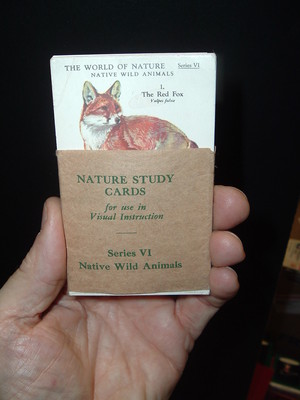 THE WORLD OF NATURE Series VI
NATIVE WILD ANIMALS
1.
The Red Fox
Vulpes fulva
NATURE STUDY
CARDS
for use in
Visual Instruction
Series VI
Native Wild Animals